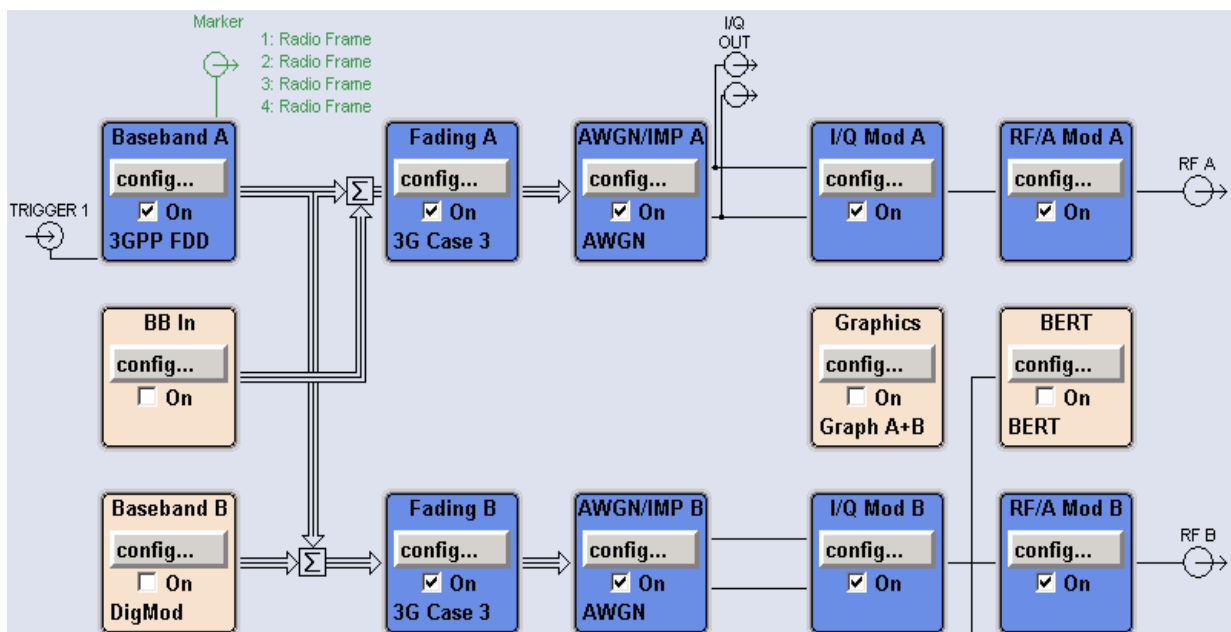 Marker
1: Radio Frame
2: Radio Frame
3: Radio Frame
4: Radio Frame
I/Q
OUT
TRIGGER 1
Baseband A
config...
On
3GPP FDD
Σ
Fading A
config...
On
3G Case 3
AWGN/IMP A
config...
On
AWGN
I/Q Mod A
config...
On
RF/A Mod A
config...
On
RF A
BB In
config...
On
Graphics
config...
On
Graph A+B
BERT
config...
On
BERT
Baseband B
config...
On
DigMod
Σ
Fading B
config...
On
3G Case 3
AWGN/IMP B
config...
On
AWGN
I/Q Mod B
config...
On
RF/A Mod B
config...
On
RF B